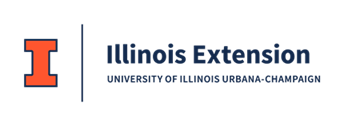 Illinois Extension
UNIVERSITY OF ILLINOIS URBANA-CHAMPAIGN